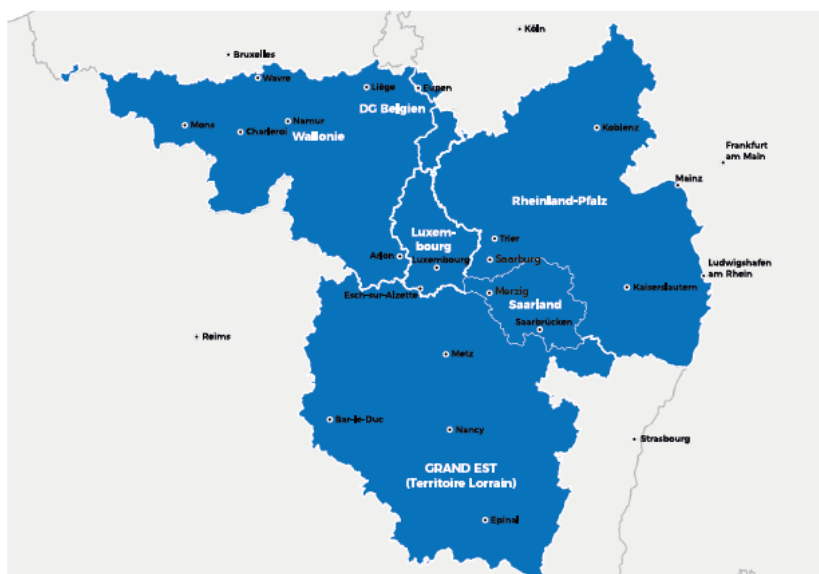 Köln
Bruxelles
Wavre
Liège
Eupen
DG Belgien
Mons
Namur
Charleroi
Wallonie
Koblenz
Frankfurt
am Main
Mainz
Rheinland-Pfalz
Luxem-
bourg
Trier
Arlon
Luxembourg
Saarburg
Ludwigshafen
am Rhein
Esch-sur-Alzette
Merzig
Kaiserslautern
Saarland
Saarbrücken
Reims
Metz
Bar-le-Duc
Nancy
Strasbourg
GRAND EST
(Territoire Lorrain)
Epinal